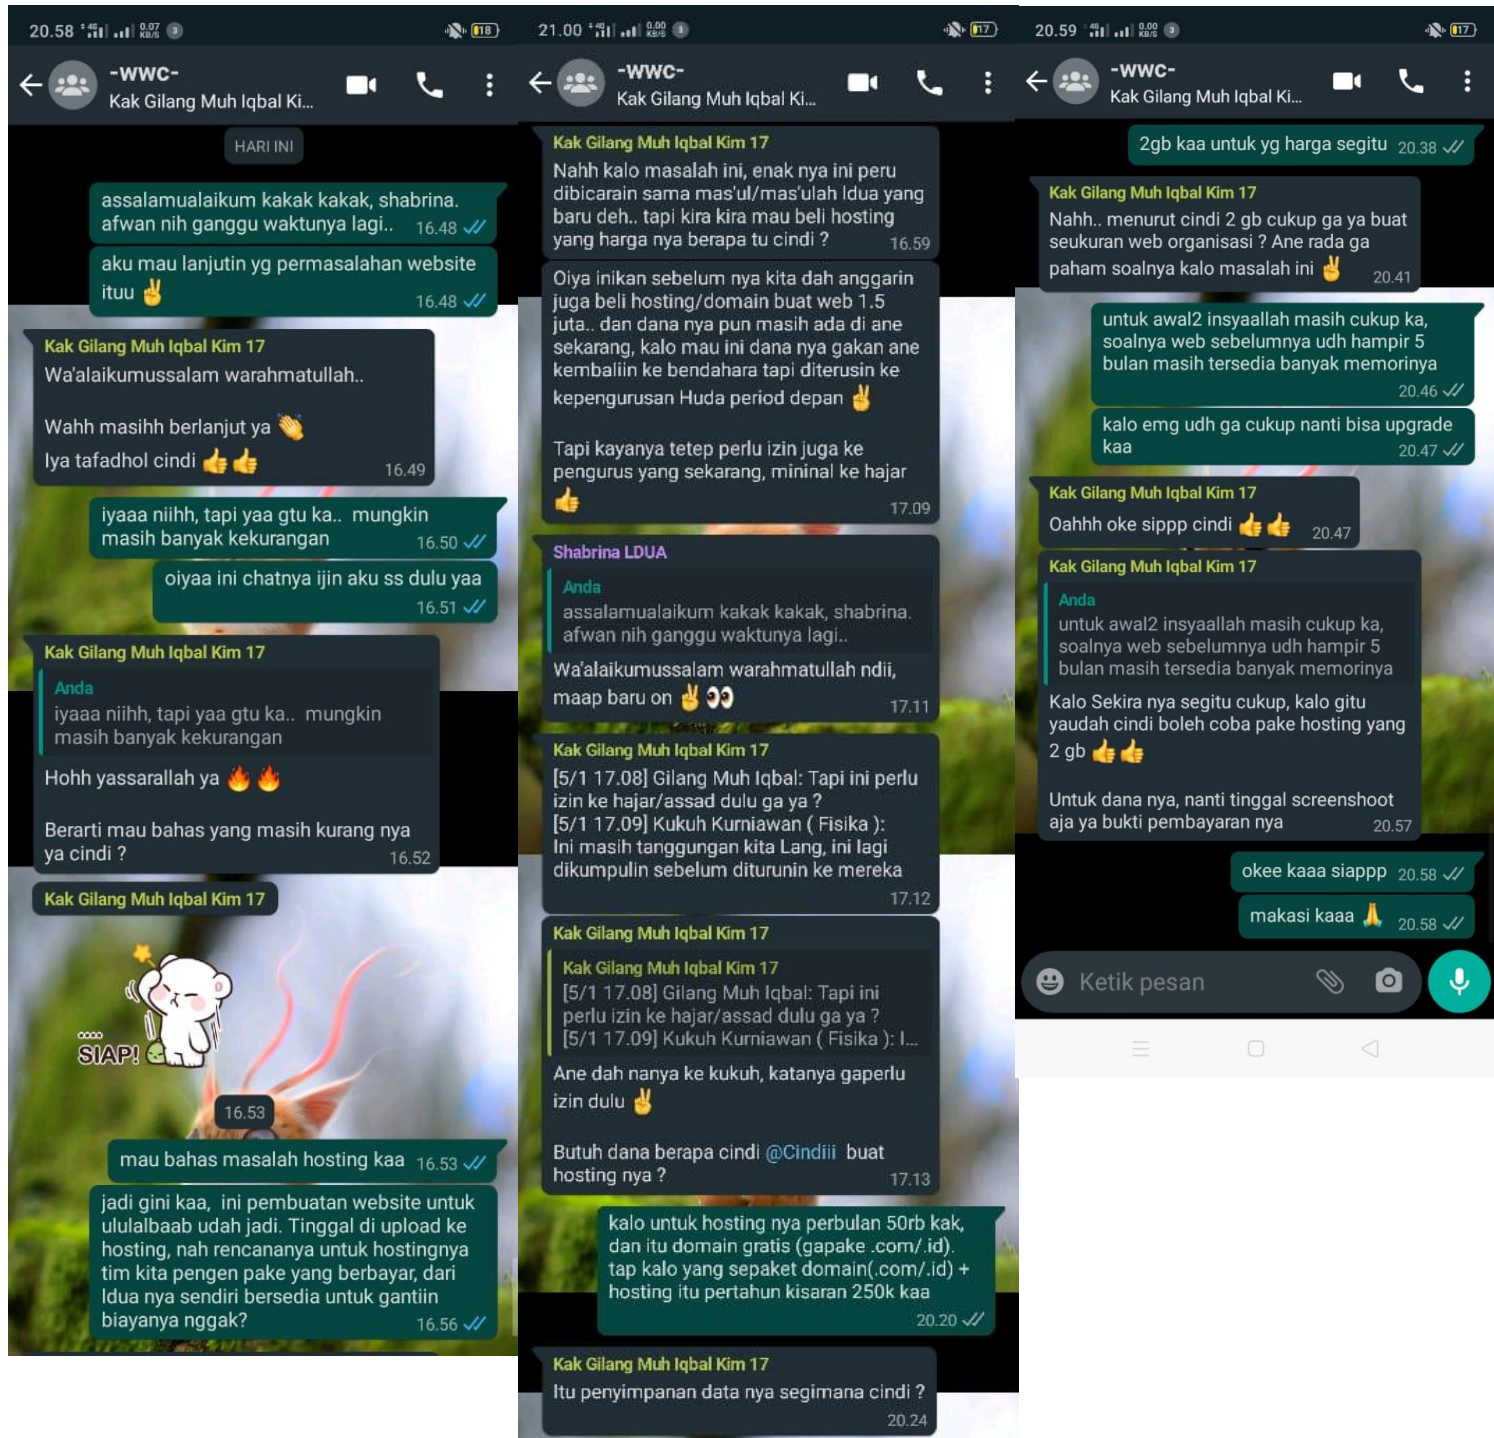 20.58 4G 0.07 KB/S 3 18
-WWC-
Kak Gilang Muh Iqbal Ki...
HARI INI
assalamualaikum kakak kakak, shabrina.
afwan nih ganggu waktunya lagi.. 16.48
aku mau lanjutin yg permasalahan website
ituu ✌ 16.48
Kak Gilang Muh Iqbal Kim 17
Wa'alaikumussalam warahmatullah..
Wahh masihh berlanjut ya 👏
Iya tafadhol cindi 👍👍 16.49
iyaaa niihh, tapi yaa gtu ka.. mungkin
masih banyak kekurangan 16.50
oiyaa ini chatnya ijin aku ss dulu yaa
16.51
Kak Gilang Muh Iqbal Kim 17
Anda
iyaaa niihh, tapi yaa gtu ka.. mungkin
masih banyak kekurangan
Hohh yassarallah ya 🔥🔥
Berarti mau bahas yang masih kurang nya
ya cindi ? 16.52
Kak Gilang Muh Iqbal Kim 17
....
SIAP!
16.53
mau bahas masalah hosting kaa 16.53
jadi gini kaa, ini pembuatan website untuk
ululalbaab udah jadi. Tinggal di upload ke
hosting, nah rencananya untuk hostingnya
tim kita pengen pake yang berbayar, dari
ldua nya sendiri bersedia untuk gantiin
biayanya nggak? 16.56
21.00 4G 0.00 KB/S 3 17
-WWC-
Kak Gilang Muh Iqbal Ki...
Kak Gilang Muh Iqbal Kim 17
Nahh kalo masalah ini, enak nya ini peru
dibicarain sama mas'ul/mas'ulah ldua yang
baru deh.. tapi kira kira mau beli hosting
yang harga nya berapa tu cindi ? 16.59
Oiya inikan sebelum nya kita dah anggarin
juga beli hosting/domain buat web 1.5
juta.. dan dana nya pun masih ada di ane
sekarang, kalo mau ini dana nya gakan ane
kembaliin ke bendahara tapi diterusin ke
kepengurusan Huda period depan ✌
Tapi kayanya tetep perlu izin juga ke
pengurus yang sekarang, mininal ke hajar
👍 17.09
Shabrina LDUA
Anda
assalamualaikum kakak kakak, shabrina.
afwan nih ganggu waktunya lagi..
Wa'alaikumussalam warahmatullah ndii,
maap baru on ✌👀 17.11
Kak Gilang Muh Iqbal Kim 17
[5/1 17.08] Gilang Muh Iqbal: Tapi ini perlu
izin ke hajar/assad dulu ga ya ?
[5/1 17.09] Kukuh Kurniawan ( Fisika ):
Ini masih tanggungan kita Lang, ini lagi
dikumpulin sebelum diturunin ke mereka
17.12
Kak Gilang Muh Iqbal Kim 17
Kak Gilang Muh Iqbal Kim 17
[5/1 17.08] Gilang Muh Iqbal: Tapi ini
perlu izin ke hajar/assad dulu ga ya ?
[5/1 17.09] Kukuh Kurniawan ( Fisika ): I...
Ane dah nanya ke kukuh, katanya gaperlu
izin dulu ✌
Butuh dana berapa cindi @Cindiii buat
hosting nya ? 17.13
kalo untuk hosting nya perbulan 50rb kak,
dan itu domain gratis (gapake .com/.id).
tap kalo yang sepaket domain(.com/.id) +
hosting itu pertahun kisaran 250k kaa
20.20
Kak Gilang Muh Iqbal Kim 17
Itu penyimpanan data nya segimana cindi ?
20.24
20.59 4G 0.00 KB/S 3 17
-WWC-
Kak Gilang Muh Iqbal Ki...
2gb kaa untuk yg harga segitu 20.38
Kak Gilang Muh Iqbal Kim 17
Nahh.. menurut cindi 2 gb cukup ga ya buat
seukuran web organisasi ? Ane rada ga
paham soalnya kalo masalah ini ✌ 20.41
untuk awal2 insyaallah masih cukup ka,
soalnya web sebelumnya udh hampir 5
bulan masih tersedia banyak memorinya
20.46
kalo emg udh ga cukup nanti bisa upgrade
kaa 20.47
Kak Gilang Muh Iqbal Kim 17
Oahhh oke sippp cindi 👍👍 20.47
Kak Gilang Muh Iqbal Kim 17
Anda
untuk awal2 insyaallah masih cukup ka,
soalnya web sebelumnya udh hampir 5
bulan masih tersedia banyak memorinya
Kalo Sekira nya segitu cukup, kalo gitu
yaudah cindi boleh coba pake hosting yang
2 gb 👍👍
Untuk dana nya, nanti tinggal screenshoot
aja ya bukti pembayaran nya 20.57
okee kaaa siappp 20.58
makasi kaaa 🙏 20.58
Ketik pesan